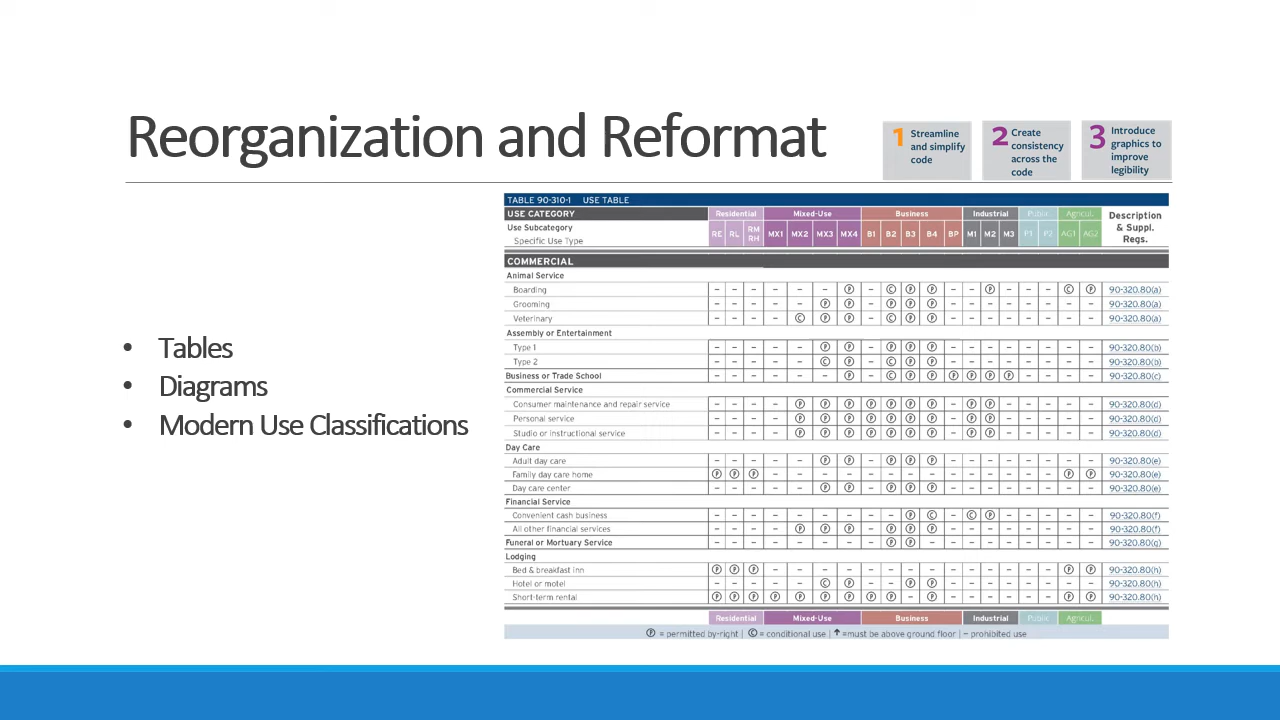 Reorganization and Reformat
1 Streamline
and simplify
code
2 Create
consistency
across the
code
3 Introduce
graphics to
improve
legibility
• Tables
• Diagrams
• Modern Use Classifications
TABLE 90-310-1 USE TABLE
USE CATEGORY
Use Subcategory
Specific Use Type
Residential Mixed-Use Business Industrial Public Agricul.
RE RL RM RH MX1 MX2 MX3 MX4 B1 B2 B3 B4 BP M1 M2 M3 P1 P2 AG1 AG2
Description
& Suppl.
Regs.
COMMERCIAL
Animal Service
Boarding – – – – – – Ⓟ – Ⓒ Ⓟ Ⓟ – – Ⓟ – – – Ⓒ Ⓟ 90-320.80(a)
Grooming – – – – – Ⓟ Ⓟ – Ⓟ Ⓟ Ⓟ – – – – – – – – 90-320.80(a)
Veterinary – – – – Ⓒ Ⓟ Ⓟ – Ⓒ Ⓟ Ⓟ – – – – – – – – 90-320.80(a)
Assembly or Entertainment
Type 1 – – – – – Ⓟ Ⓟ – Ⓟ Ⓟ Ⓟ – – – – – – – – 90-320.80(b)
Type 2 – – – – – Ⓒ Ⓟ – Ⓒ Ⓟ Ⓟ – – – – – – – – 90-320.80(b)
Business or Trade School – – – – – – Ⓟ – Ⓒ Ⓟ Ⓟ Ⓟ Ⓟ Ⓟ Ⓟ – – – – 90-320.80(c)
Commercial Service
Consumer maintenance and repair service – – – – Ⓟ Ⓟ Ⓟ Ⓟ Ⓟ Ⓟ Ⓟ – Ⓟ Ⓟ – – – – – 90-320.80(d)
Personal service – – – – Ⓟ Ⓟ Ⓟ Ⓟ Ⓟ Ⓟ Ⓟ – Ⓟ Ⓟ – – – – – 90-320.80(d)
Studio or instructional service – – – – Ⓟ Ⓟ Ⓟ Ⓟ Ⓟ Ⓟ Ⓟ – Ⓟ Ⓟ – – – – – 90-320.80(d)
Day Care
Adult day care – – – – – Ⓟ Ⓟ – Ⓟ Ⓟ Ⓟ – – – – – – – – 90-320.80(e)
Family day care home Ⓟ Ⓟ Ⓟ – – – – – – – – – – – – – – Ⓟ Ⓟ 90-320.80(e)
Day care center – – – – – Ⓟ Ⓟ – Ⓟ Ⓟ Ⓟ – – – – – – – – 90-320.80(e)
Financial Service
Convenient cash business – – – – – – – – – Ⓟ Ⓒ – Ⓒ Ⓟ – – – – – 90-320.80(f)
All other financial services – – – – Ⓟ Ⓟ Ⓟ – Ⓟ Ⓟ Ⓟ – – – – – – – – 90-320.80(f)
Funeral or Mortuary Service – – – – – – – – Ⓟ Ⓟ – – – – – – – – – 90-320.80(g)
Lodging
Bed & breakfast inn Ⓟ Ⓟ Ⓟ – – – – – – – – – – – – – – Ⓟ Ⓟ 90-320.80(h)
Hotel or motel – – – – – Ⓒ Ⓟ – – Ⓟ Ⓟ – – – – – – – – 90-320.80(h)
Short-term rental Ⓟ Ⓟ Ⓟ Ⓟ Ⓟ Ⓟ Ⓟ Ⓟ Ⓟ – Ⓟ – – – – – – Ⓟ Ⓟ 90-320.80(h)
Residential Mixed-Use Business Industrial Public Agricul.
Ⓟ = permitted by-right | Ⓒ = conditional use | ↑ =must be above ground floor | – prohibited use